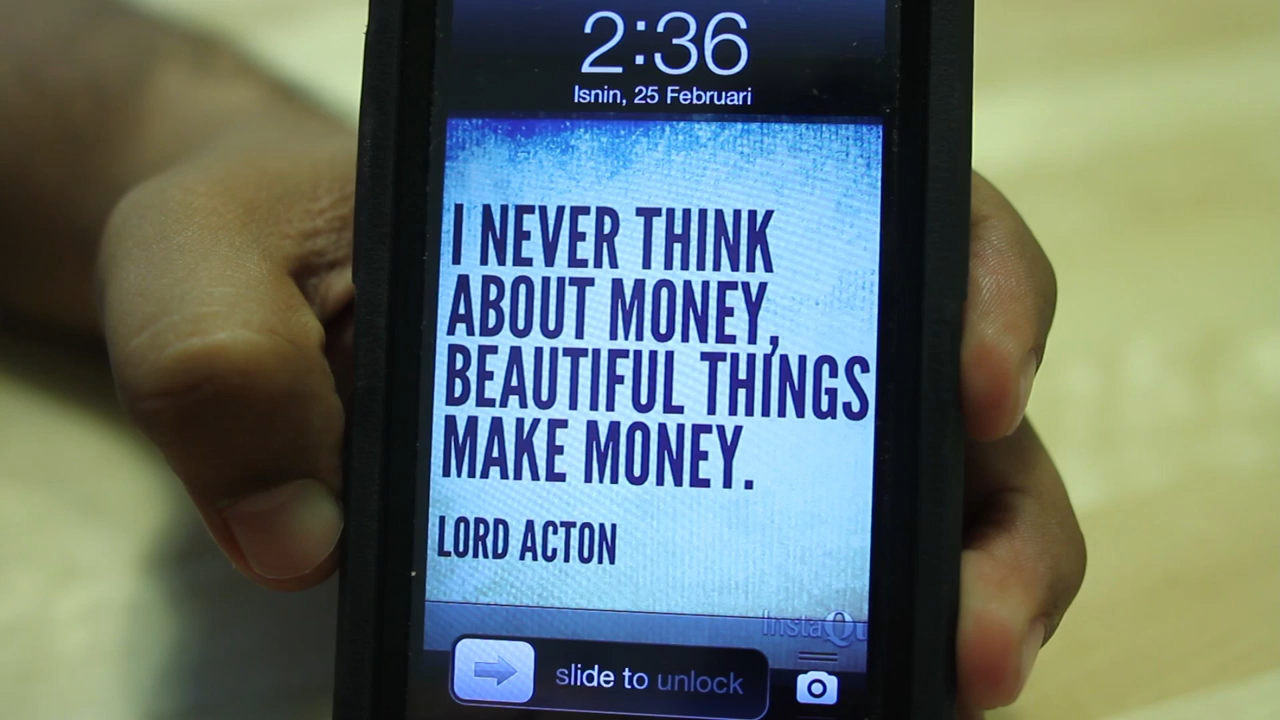 2:36
Isnin, 25 Februari
I NEVER THINK
ABOUT MONEY,
BEAUTIFUL THINGS
MAKE MONEY.
LORD ACTON
slide to unlock